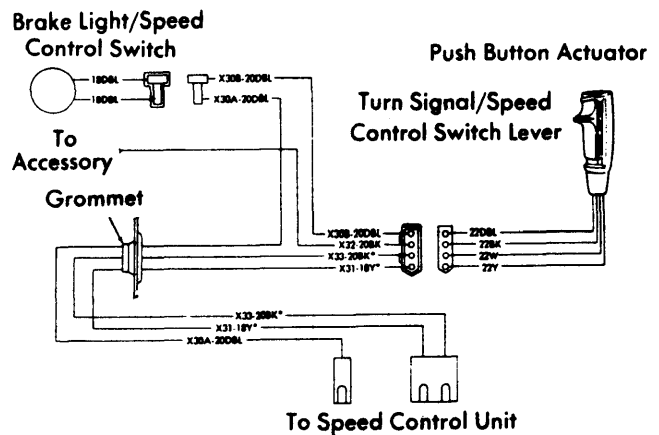 Brake Light/Speed
Control Switch
Push Button Actuator
18DBL
X30B-20DBL
18DBL
X30A-20DBL
Turn Signal/Speed
Control Switch Lever
To
Accessory
Grommet
X30B-20DBL
22DBL
X32-20BK
22BK
X33-20BK*
22W
X31-18Y*
22Y
X33-20BK*
X31-18Y*
X30A-20DBL
To Speed Control Unit